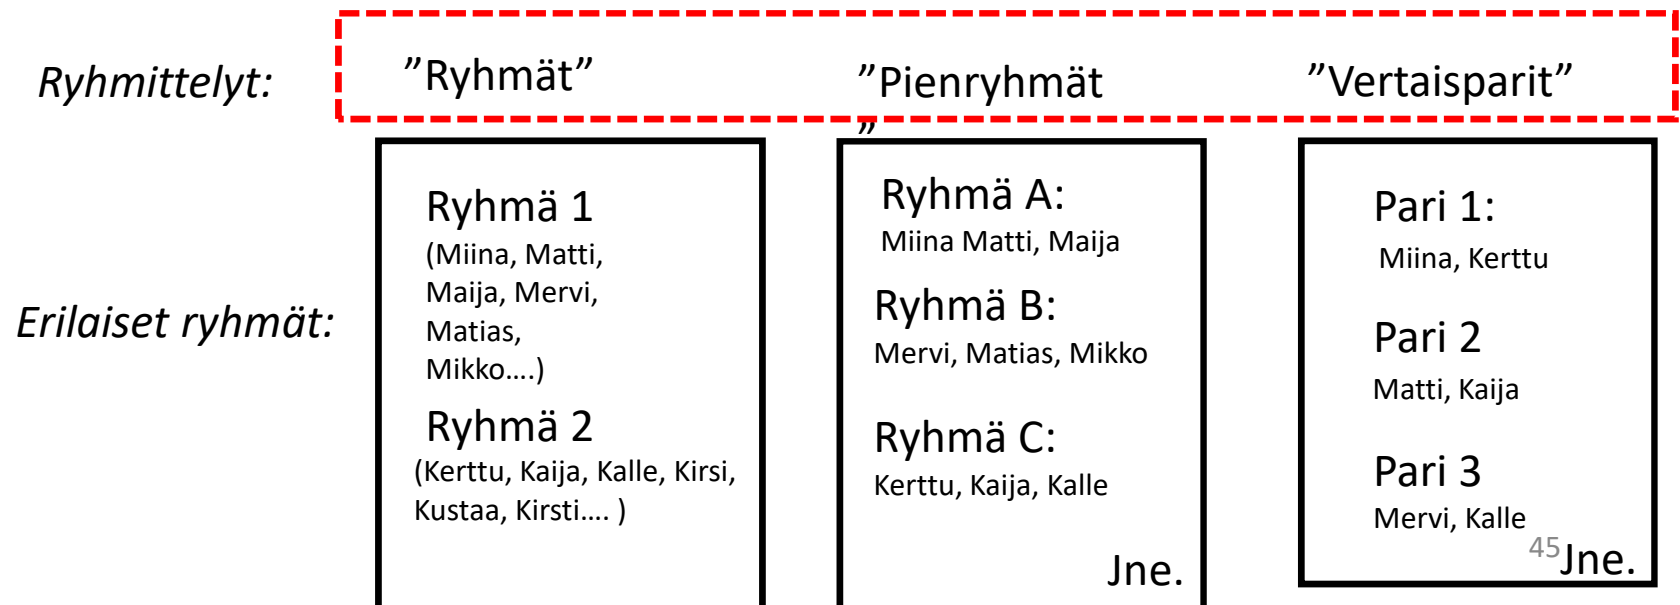 Ryhmittelyt:
”Ryhmät”
”Pienryhmät
”
”Vertaisparit”
Erilaiset ryhmät:
Ryhmä 1
(Miina, Matti,
Maija, Mervi,
Matias,
Mikko….)
Ryhmä 2
(Kerttu, Kaija, Kalle, Kirsi,
Kustaa, Kirsti…. )
Ryhmä A:
Miina Matti, Maija
Ryhmä B:
Mervi, Matias, Mikko
Ryhmä C:
Kerttu, Kaija, Kalle
Jne.
Pari 1:
Miina, Kerttu
Pari 2
Matti, Kaija
Pari 3
Mervi, Kalle
45
Jne.